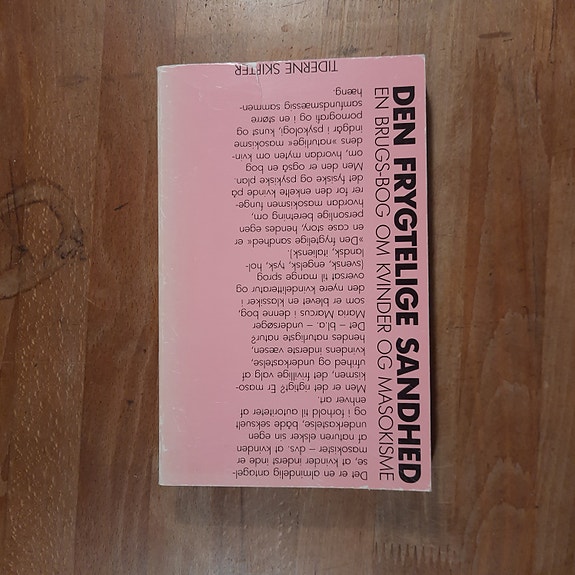 DEN FRYGTELIGE SANDHED
EN BRUGS-BOG OM KVINDER OG MASOKISME
Det er en almindelig antagel-
se, at kvinder inderst inde er
masokister – dvs. at kvinden
af naturen elsker sin egen
underkastelse, både seksuelt
og i forhold til autoriteter af
enhver art.
Men er det rigtigt? Er maso-
kismen, det frivillige valg af
ufrihed og underkastelse,
kvindens inderste væsen,
hendes naturligste natur?
Det – bl.a. – undersøger
Maria Marcus i denne bog,
som er blevet en klassiker i
den nyere kvindelitteratur og
oversat til mange sprog
(svensk, engelsk, tysk, hol-
landsk, italiensk).
»Den frygtelige sandhed« er
en case story, hendes egen
personlige beretning om,
hvordan masokismen funge-
rer for den enkelte kvinde på
det fysiske og psykiske plan.
Men den er også en bog
om, hvordan myten om kvin-
dens »naturlige« masokisme
indgår i psykologi, kunst og
pornografi og i en større
samfundsmæssig sammen-
hæng.
TIDERNE SKIFTER